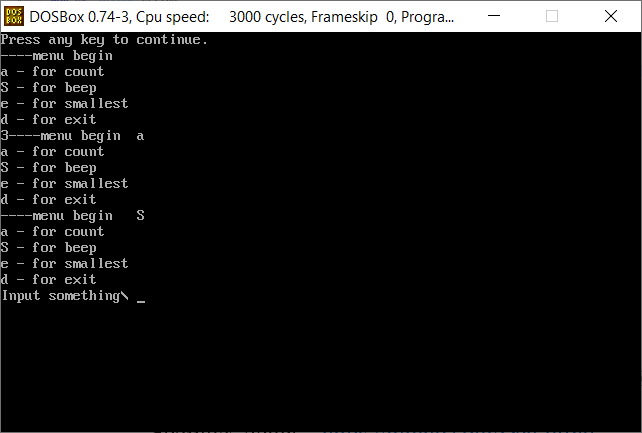 DOS BOX DOSBox 0.74-3, Cpu speed: 3000 cycles, Frameskip 0, Progra...
Press any key to continue.
----menu begin
a - for count
S - for beep
e - for smallest
d - for exit
3----menu begin a
a - for count
S - for beep
e - for smallest
d - for exit
----menu begin S
a - for count
S - for beep
e - for smallest
d - for exit
Input something\ _